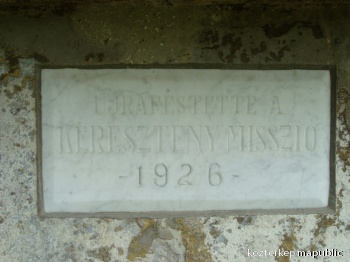 ÚJRAFESTETTE A
KERESZTÉNY MISSZIÓ
-1926-
kozterkep mapublic